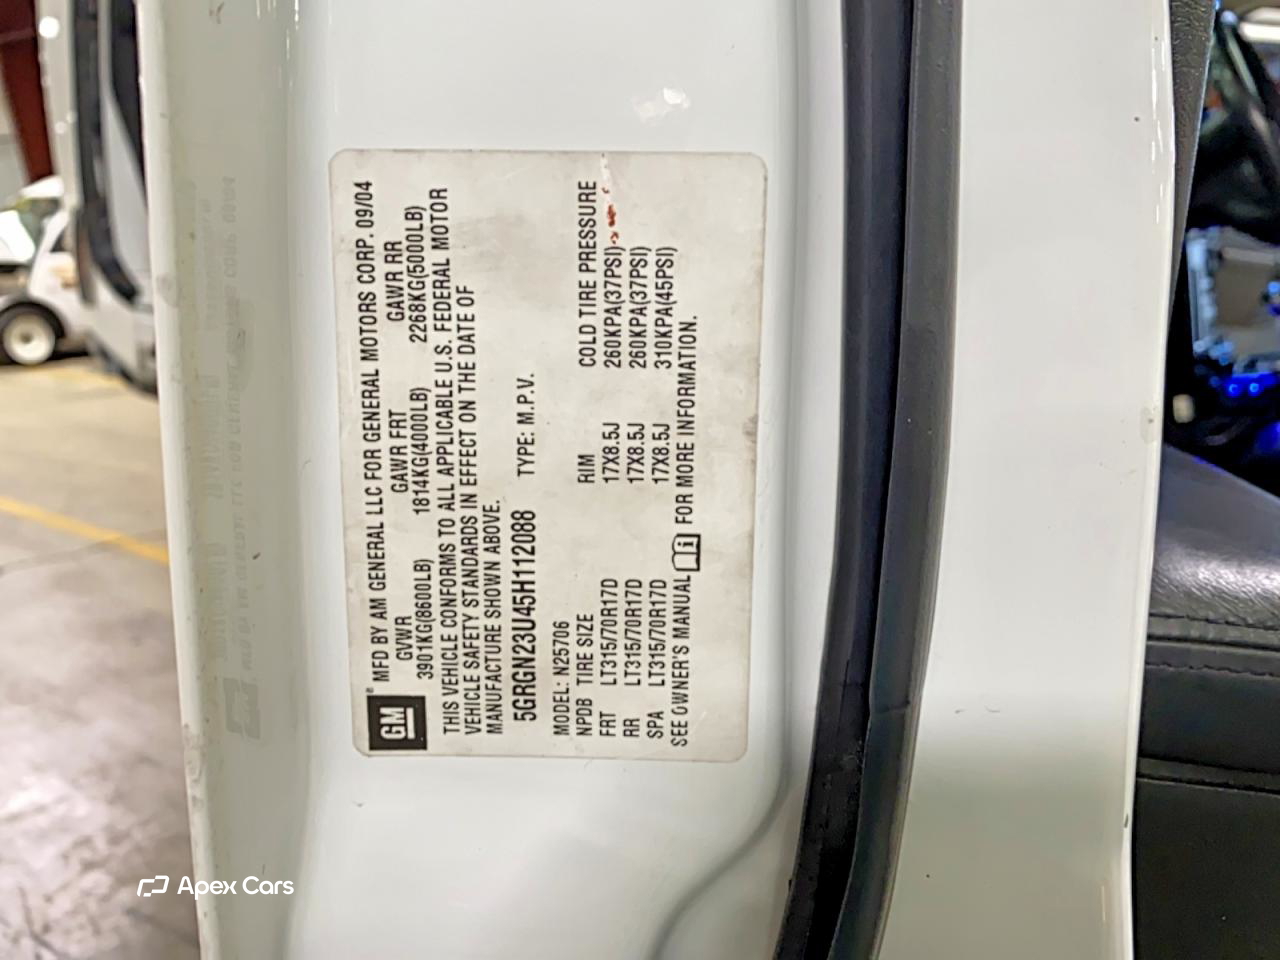 GM
MFD BY AM GENERAL LLC FOR GENERAL MOTORS CORP. 09/04
GVWR GAWR FRT GAWR RR
3901KG(8600LB) 1814KG(4000LB) 2268KG(5000LB)
THIS VEHICLE CONFORMS TO ALL APPLICABLE U.S. FEDERAL MOTOR
VEHICLE SAFETY STANDARDS IN EFFECT ON THE DATE OF
MANUFACTURE SHOWN ABOVE.
5GRGN23U45H112088 TYPE: M.P.V.
MODEL: N25706
NPDB TIRE SIZE RIM COLD TIRE PRESSURE
FRT LT315/70R17D 17X8.5J 260KPA(37PSI)
RR LT315/70R17D 17X8.5J 260KPA(37PSI)
SPA LT315/70R17D 17X8.5J 310KPA(45PSI)
SEE OWNER'S MANUAL i FOR MORE INFORMATION.
Apex Cars